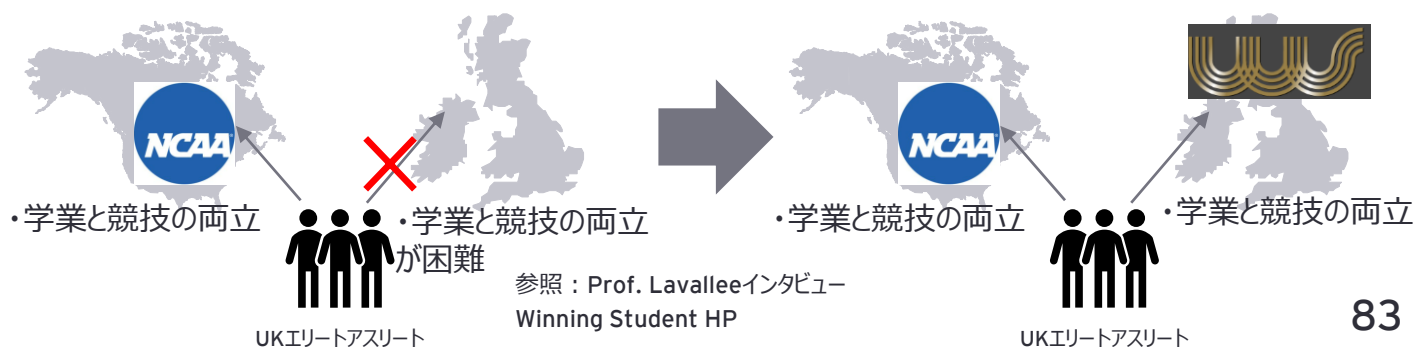 NCAA
・学業と競技の両立
・学業と競技の両立
が困難
UKエリートアスリート
参照：Prof. Lavalleeインタビュー
Winning Student HP
NCAA
・学業と競技の両立
・学業と競技の両立
UKエリートアスリート
83